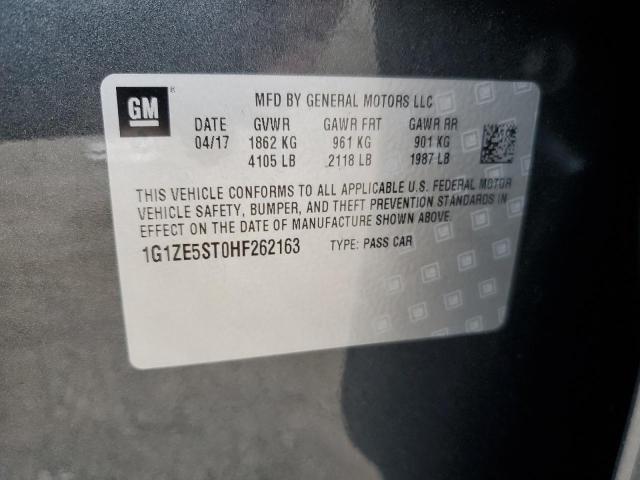 GM ®
MFD BY GENERAL MOTORS LLC
DATE GVWR GAWR FRT GAWR RR
04/17 1862 KG 961 KG 901 KG
4105 LB 2118 LB 1987 LB
THIS VEHICLE CONFORMS TO ALL APPLICABLE U.S. FEDERAL MOTOR
VEHICLE SAFETY, BUMPER, AND THEFT PREVENTION STANDARDS IN
EFFECT ON THE DATE OF MANUFACTURE SHOWN ABOVE.
1G1ZE5ST0HF262163 TYPE: PASS CAR